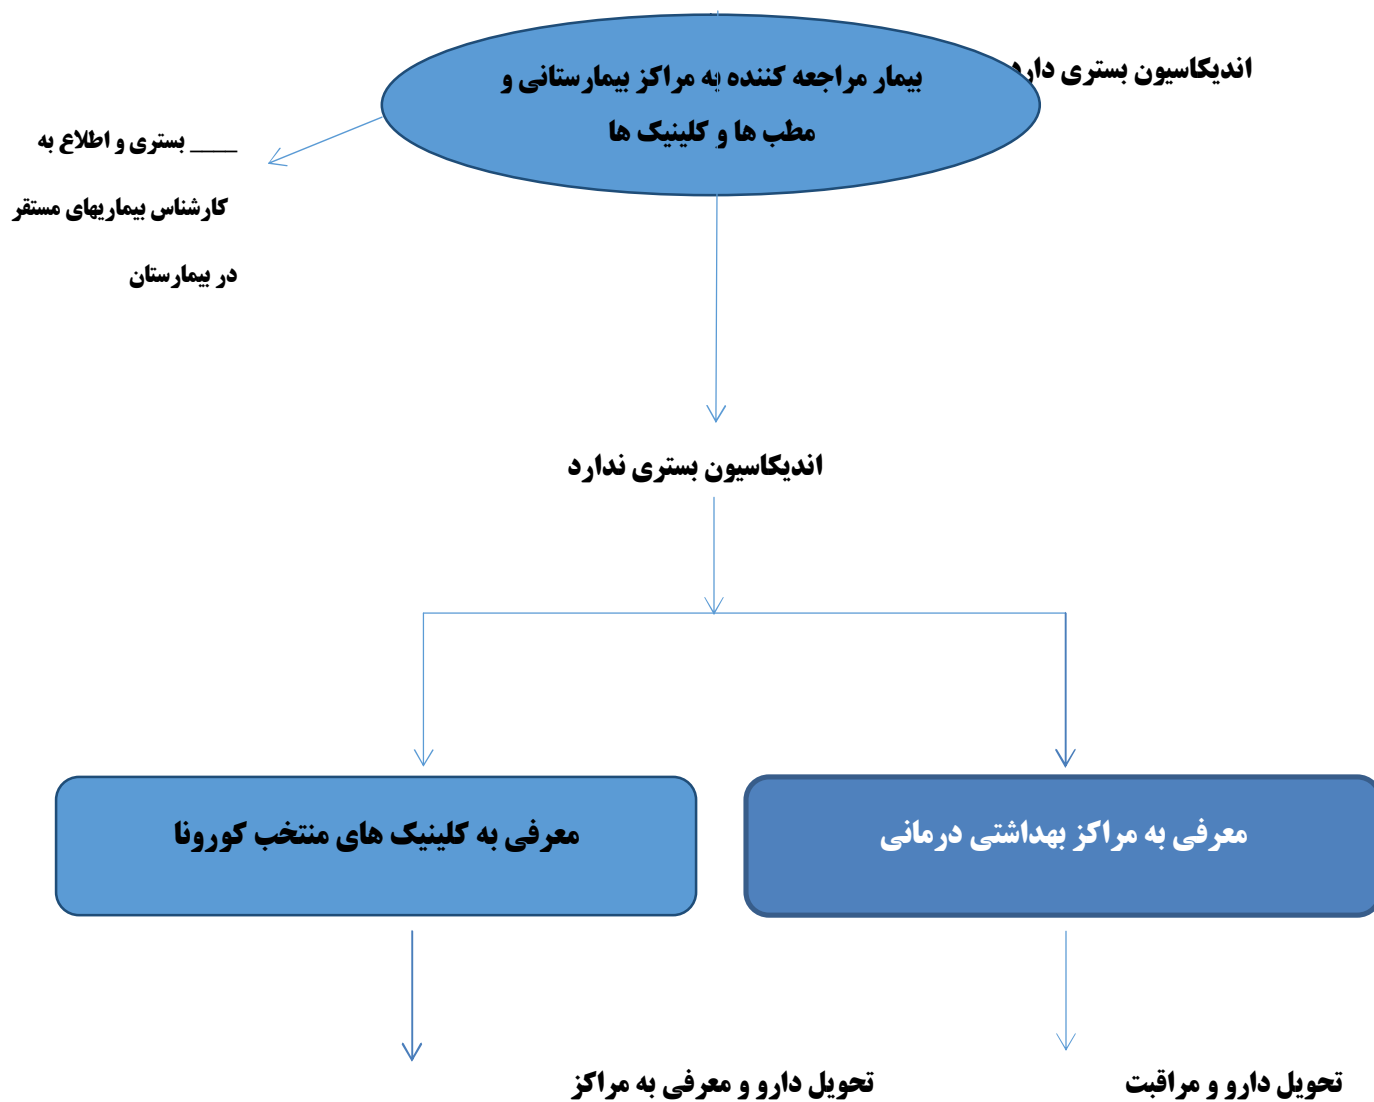 بیمار مراجعه کننده به مراکز بیمارستانی و
مطب ها و کلینیک ها
اندیکاسیون بستری دارد
____ بستری و اطلاع به
کارشناس بیماریهای مستقر
در بیمارستان
اندیکاسیون بستری ندارد
معرفی به مراکز بهداشتی درمانی
معرفی به کلینیک های منتخب کورونا
تحویل دارو و مراقبت
تحویل دارو و معرفی به مراکز